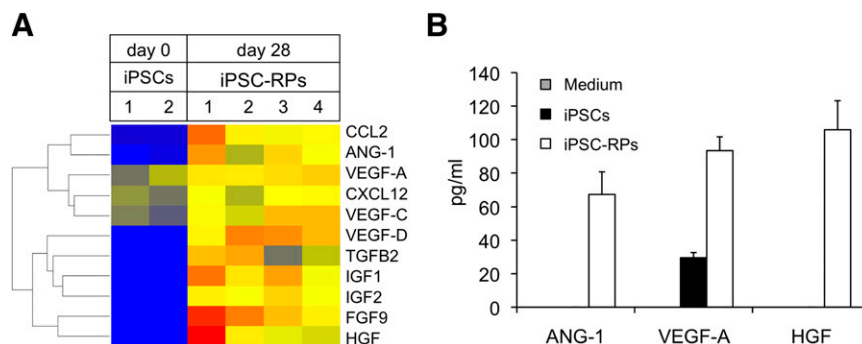 A
day 0 day 28
iPSCs iPSC-RPs
1 2 1 2 3 4
CCL2
ANG-1
VEGF-A
CXCL12
VEGF-C
VEGF-D
TGFB2
IGF1
IGF2
FGF9
HGF
B
140
120
100
80
60
40
20
0
pg/ml
Medium
iPSCs
iPSC-RPs
ANG-1 VEGF-A HGF